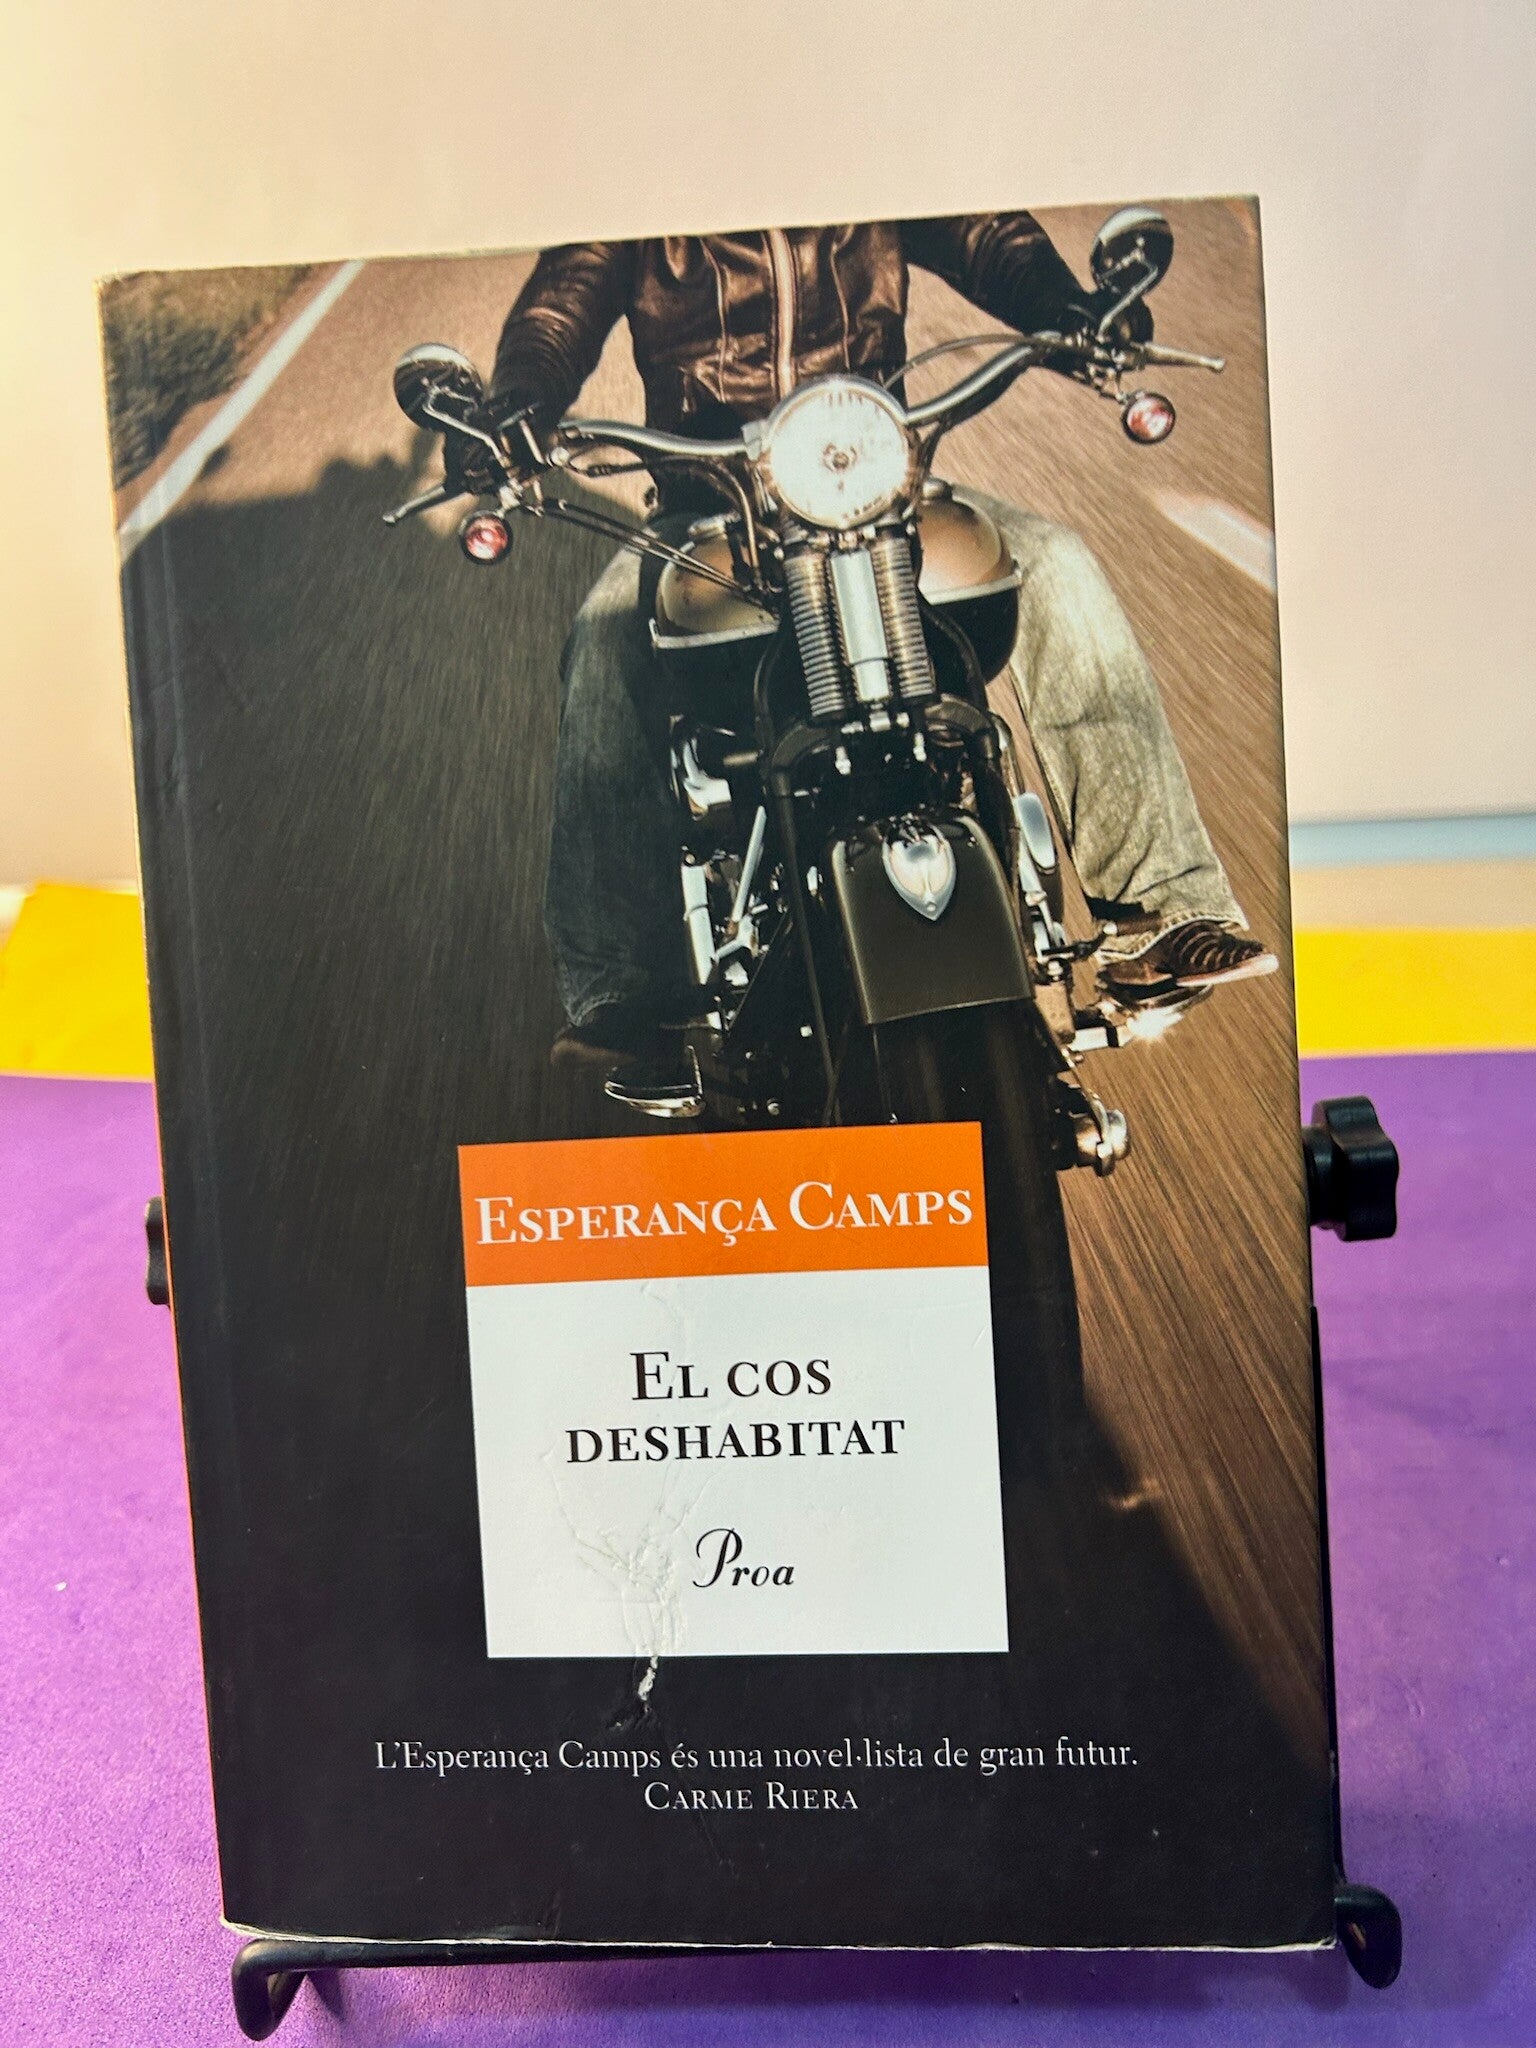 ESPERANÇA CAMPS
EL COS
DESHABITAT
Proa
L'Esperança Camps és una novel·lista de gran futur.
CARME RIERA